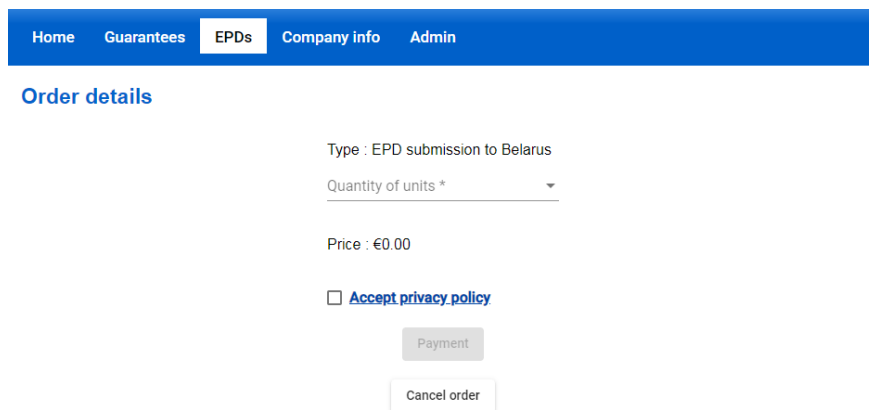 Home Guarantees EPDs Company info Admin
Order details
Type : EPD submission to Belarus
Quantity of units *
Price : €0.00
Accept privacy policy
Payment
Cancel order